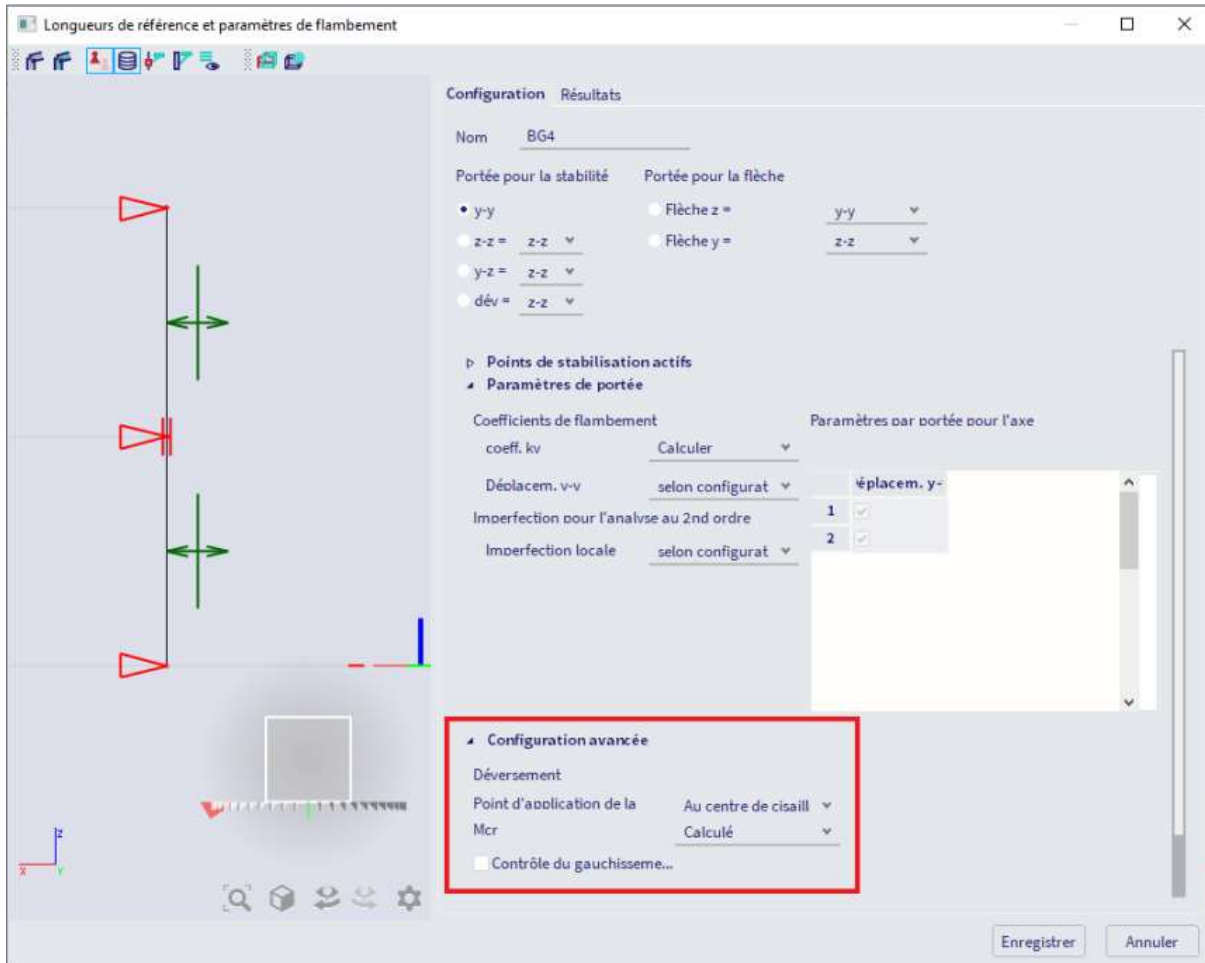 Longueurs de référence et paramètres de flambement
Configuration Résultats
Nom BG4
Portée pour la stabilité Portée pour la flèche
y-y Flèche z = y-y
z-z = z-z Flèche y = z-z
y-z = z-z
dév = z-z
Points de stabilisation actifs
Paramètres de portée
Coefficients de flambement Paramètres par portée pour l'axe
coeff. kv Calculer
Déplacem. v-v selon configurat
éplacem. y-
1
Imperfection pour l'analyse au 2nd ordre
2
Imperfection locale selon configurat
Configuration avancée
Déversement
Point d'application de la Au centre de cisaill
Mcr Calculé
Contrôle du gauchisseme...
z
x
Y
Enregistrer Annuler